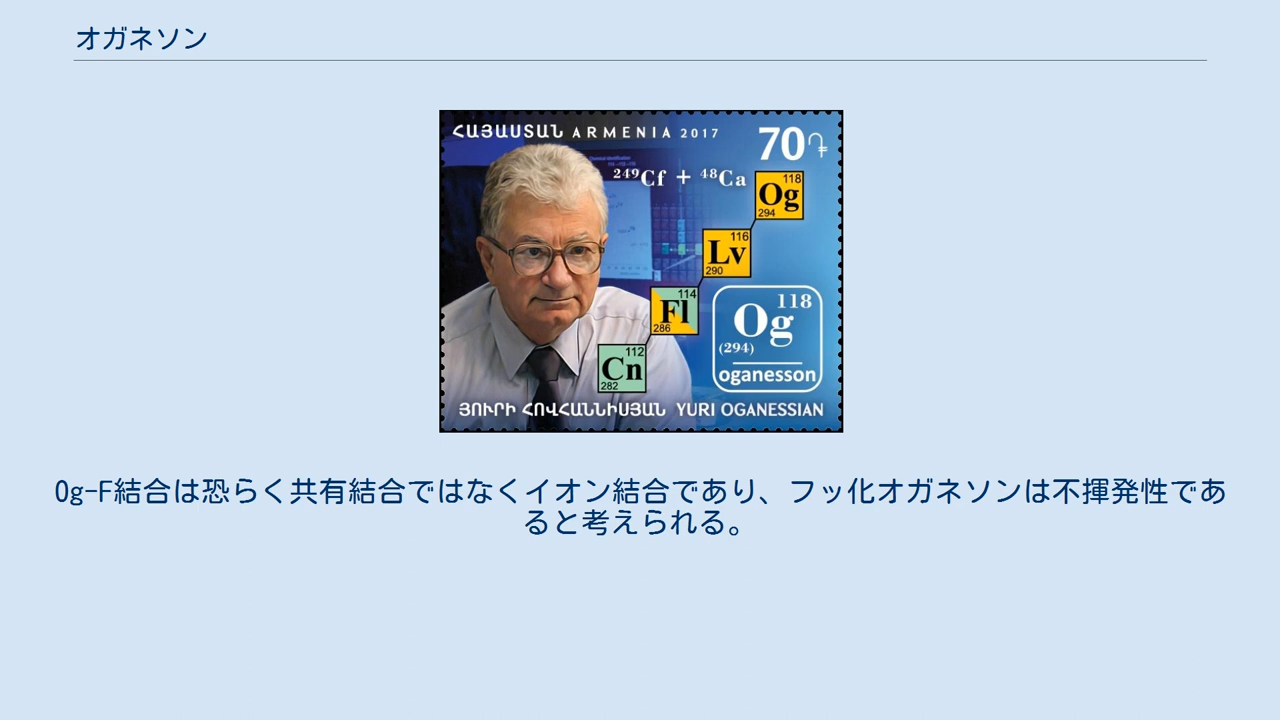 オガネソン
ՀԱՅԱՍՏԱՆ ARMENIA 2017
70֏
²⁴⁹Cf + ⁴⁸Ca
118
Og
294
116
Lv
290
114
Fl
286
112
Cn
282
118
Og
(294)
oganesson
ՅՈՒՐԻ ՀՈՎՀԱՆՆԻՍՅԱՆ YURI OGANESSIAN
Og-F結合は恐らく共有結合ではなくイオン結合であり、フッ化オガネソンは不揮発性であ
ると考えられる。